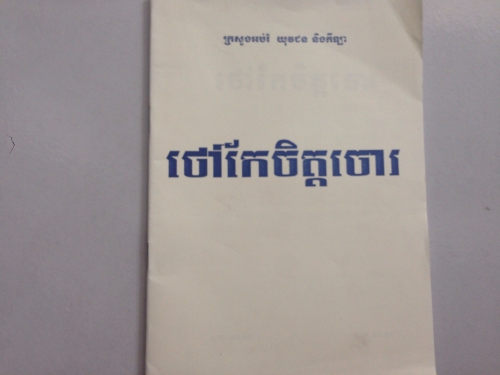 ក្រសួងអប់រំ យុវជន និងកីឡា
ថៅកែចិត្តចោរ